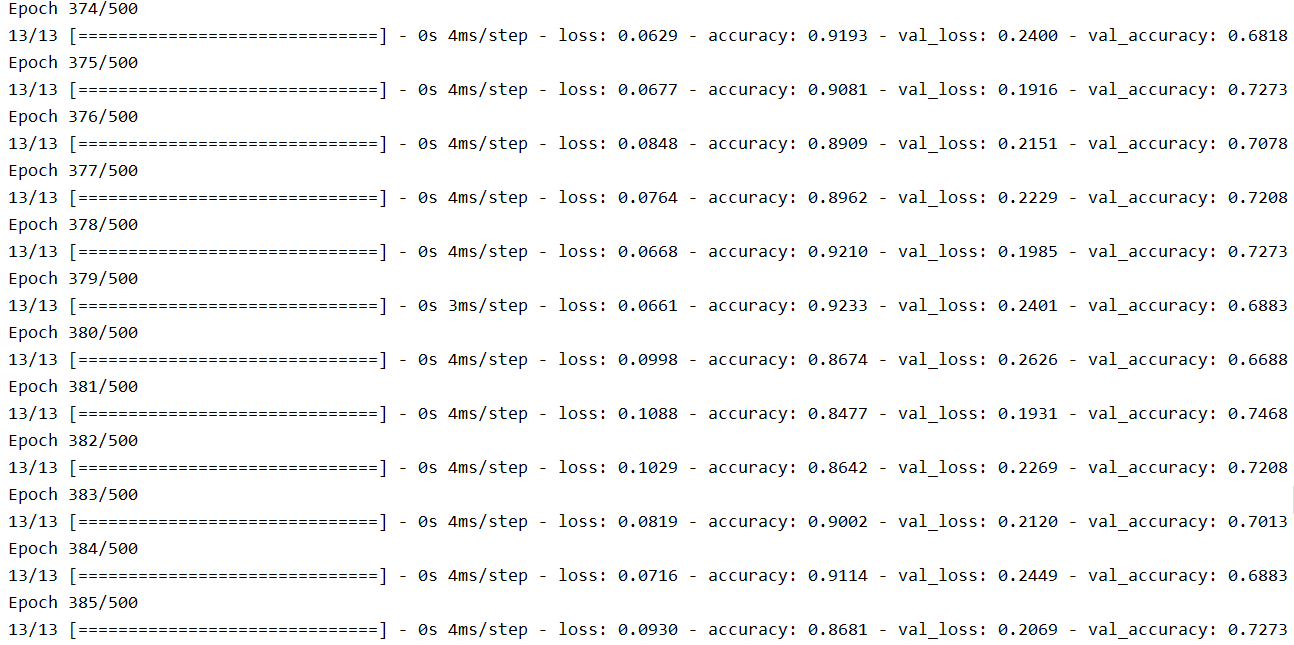 Epoch 374/500
13/13 [==============================] - 0s 4ms/step - loss: 0.0629 - accuracy: 0.9193 - val_loss: 0.2400 - val_accuracy: 0.6818
Epoch 375/500
13/13 [==============================] - 0s 4ms/step - loss: 0.0677 - accuracy: 0.9081 - val_loss: 0.1916 - val_accuracy: 0.7273
Epoch 376/500
13/13 [==============================] - 0s 4ms/step - loss: 0.0848 - accuracy: 0.8909 - val_loss: 0.2151 - val_accuracy: 0.7078
Epoch 377/500
13/13 [==============================] - 0s 4ms/step - loss: 0.0764 - accuracy: 0.8962 - val_loss: 0.2229 - val_accuracy: 0.7208
Epoch 378/500
13/13 [==============================] - 0s 4ms/step - loss: 0.0668 - accuracy: 0.9210 - val_loss: 0.1985 - val_accuracy: 0.7273
Epoch 379/500
13/13 [==============================] - 0s 3ms/step - loss: 0.0661 - accuracy: 0.9233 - val_loss: 0.2401 - val_accuracy: 0.6883
Epoch 380/500
13/13 [==============================] - 0s 4ms/step - loss: 0.0998 - accuracy: 0.8674 - val_loss: 0.2626 - val_accuracy: 0.6688
Epoch 381/500
13/13 [==============================] - 0s 4ms/step - loss: 0.1088 - accuracy: 0.8477 - val_loss: 0.1931 - val_accuracy: 0.7468
Epoch 382/500
13/13 [==============================] - 0s 4ms/step - loss: 0.1029 - accuracy: 0.8642 - val_loss: 0.2269 - val_accuracy: 0.7208
Epoch 383/500
13/13 [==============================] - 0s 4ms/step - loss: 0.0819 - accuracy: 0.9002 - val_loss: 0.2120 - val_accuracy: 0.7013
Epoch 384/500
13/13 [==============================] - 0s 4ms/step - loss: 0.0716 - accuracy: 0.9114 - val_loss: 0.2449 - val_accuracy: 0.6883
Epoch 385/500
13/13 [==============================] - 0s 4ms/step - loss: 0.0930 - accuracy: 0.8681 - val_loss: 0.2069 - val_accuracy: 0.7273